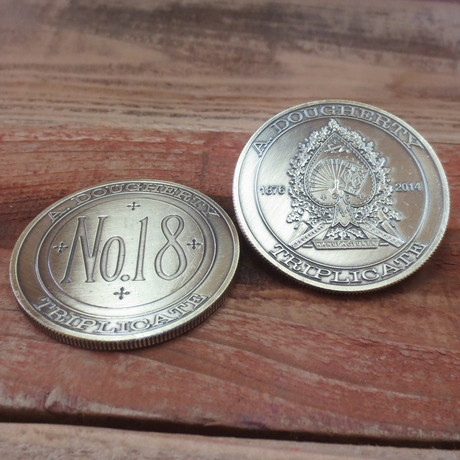 A. DOUGHERTY
No.18
TRIPLICATE
A. DOUGHERTY
1876 2014
TRIPLICATE